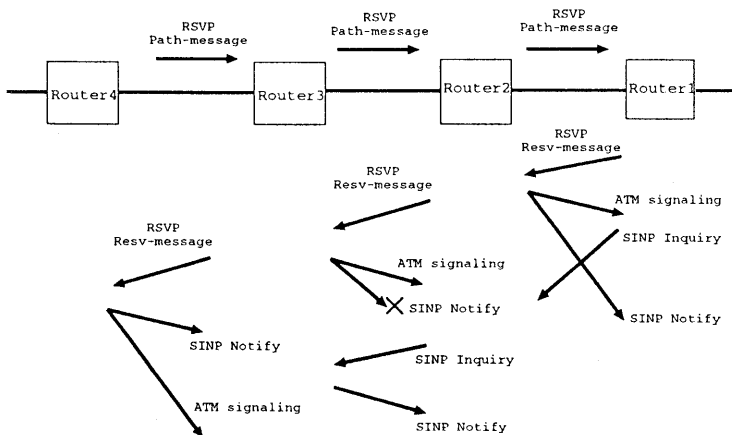 RSVP
Path-message
RSVP
Path-message
RSVP
Path-message
Router4
Router3
Router2
Router1
RSVP
Resv-message
RSVP
Resv-message
ATM signaling
RSVP
Resv-message
SINP Inquiry
ATM signaling
SINP Notify
SINP Notify
SINP Notify
SINP Inquiry
ATM signaling
SINP Notify